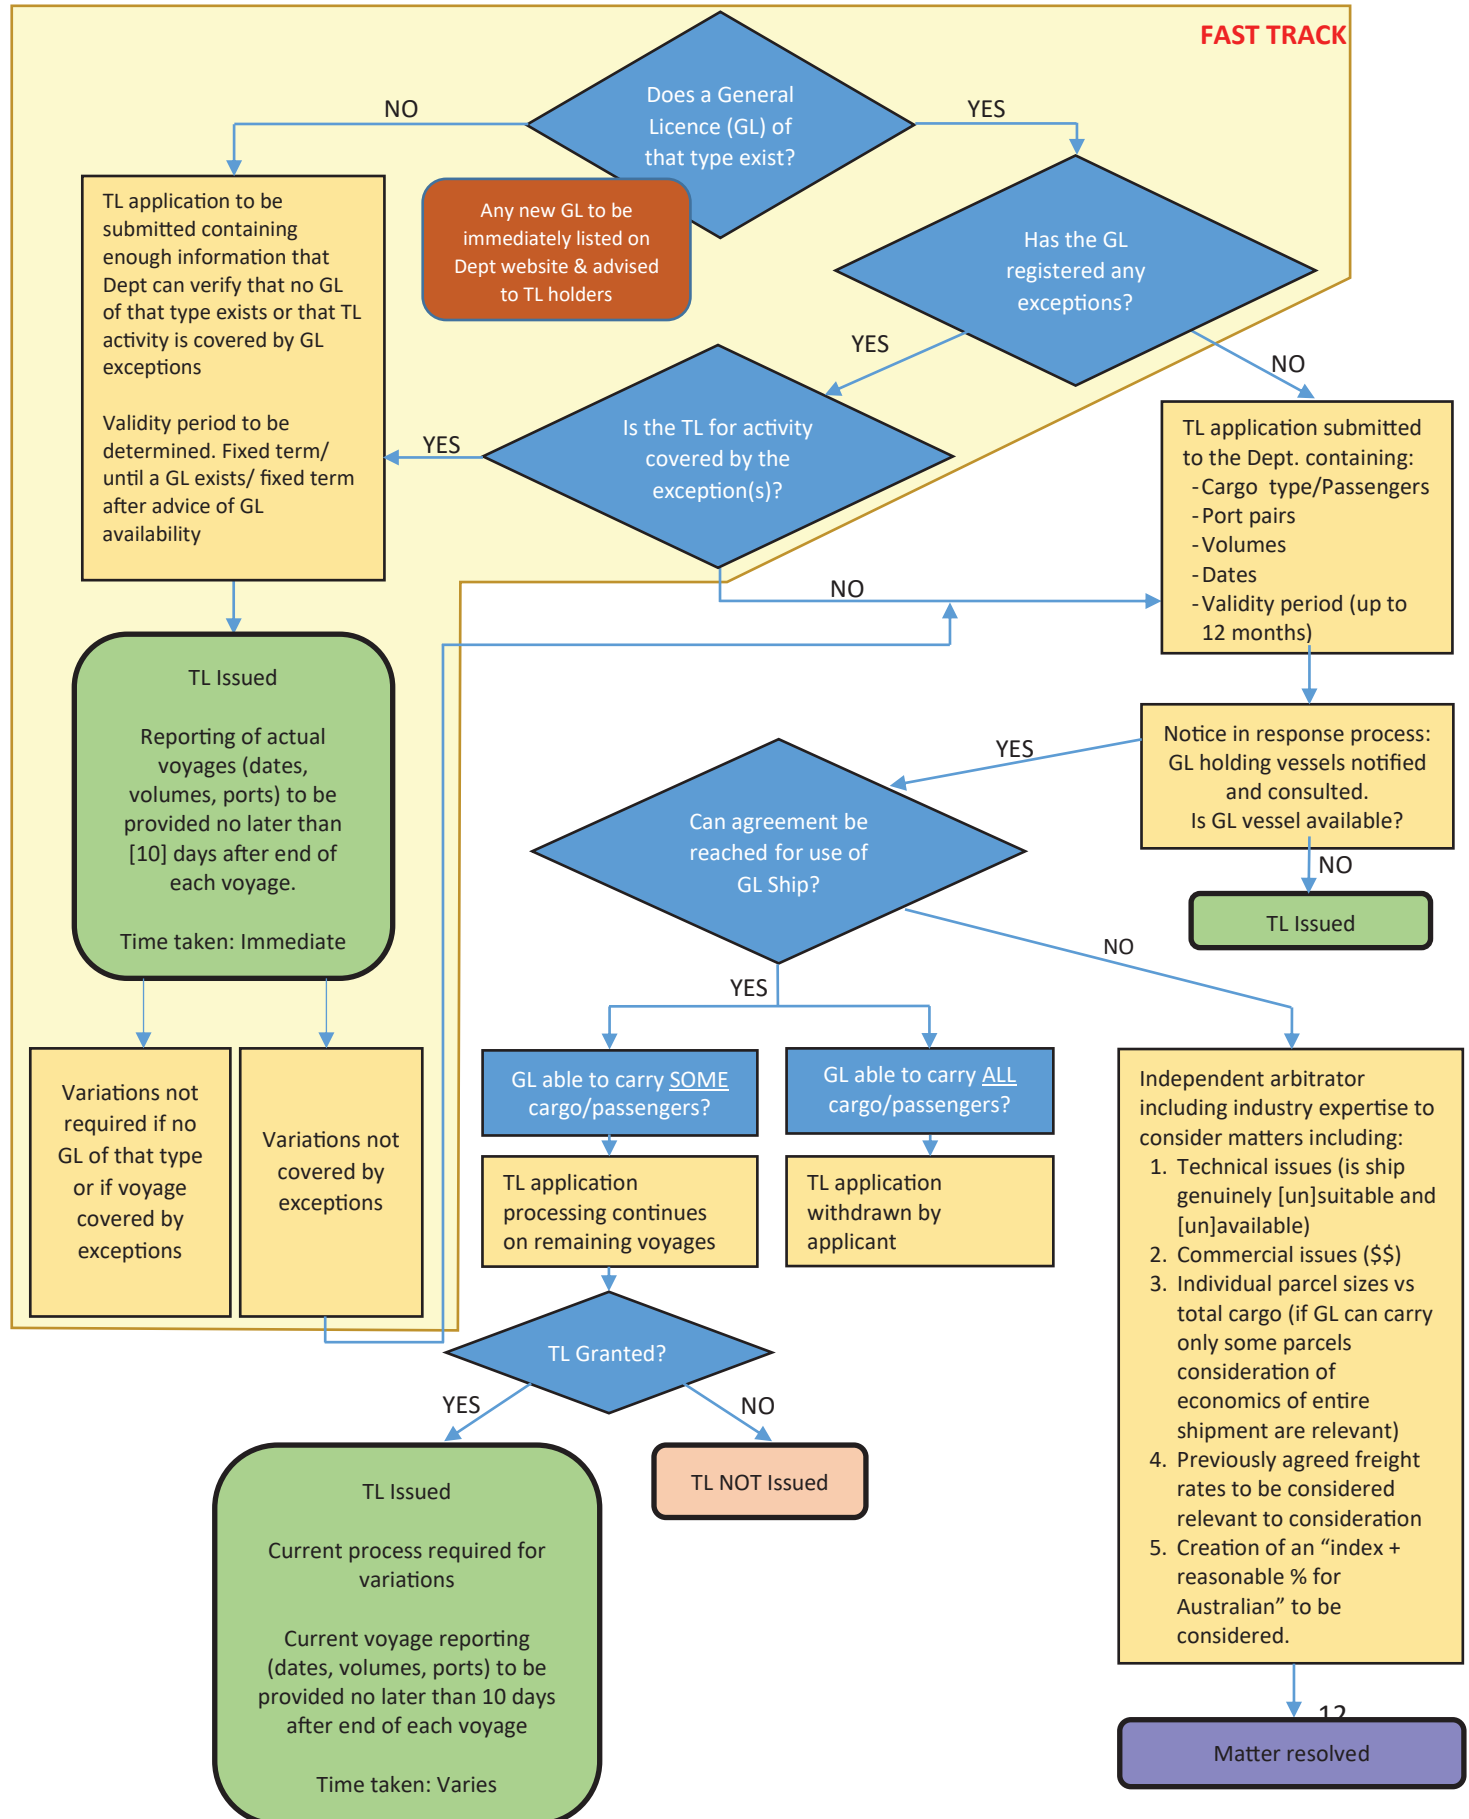 FAST TRACK
Does a General
Licence (GL) of
that type exist?
NO
YES
TL application to be
submitted containing
enough information that
Dept can verify that no GL
of that type exists or that TL
activity is covered by GL
exceptions
Validity period to be
determined. Fixed term/
until a GL exists/ fixed term
after advice of GL
availability
Any new GL to be
immediately listed on
Dept website & advised
to TL holders
Has the GL
registered any
exceptions?
YES
NO
Is the TL for activity
covered by the
exception(s)?
YES
NO
TL application submitted
to the Dept. containing:
-Cargo type/Passengers
-Port pairs
-Volumes
-Dates
-Validity period (up to
12 months)
TL Issued
Reporting of actual
voyages (dates,
volumes, ports) to be
provided no later than
[10] days after end of
each voyage.
Time taken: Immediate
Notice in response process:
GL holding vessels notified
and consulted.
Is GL vessel available?
YES
NO
TL Issued
Can agreement be
reached for use of
GL Ship?
YES
NO
Variations not
required if no
GL of that type
or if voyage
covered by
exceptions
Variations not
covered by
exceptions
GL able to carry SOME
cargo/passengers?
GL able to carry ALL
cargo/passengers?
TL application
processing continues
on remaining voyages
TL application
withdrawn by
applicant
Independent arbitrator
including industry expertise to
consider matters including:
1. Technical issues (is ship
genuinely [un]suitable and
[un]available)
2. Commercial issues ($$)
3. Individual parcel sizes vs
total cargo (if GL can carry
only some parcels
consideration of
economics of entire
shipment are relevant)
4. Previously agreed freight
rates to be considered
relevant to consideration
5. Creation of an “index +
reasonable % for
Australian” to be
considered.
TL Granted?
YES
NO
TL NOT Issued
TL Issued
Current process required for
variations
Current voyage reporting
(dates, volumes, ports) to be
provided no later than 10 days
after end of each voyage
Time taken: Varies
12
Matter resolved